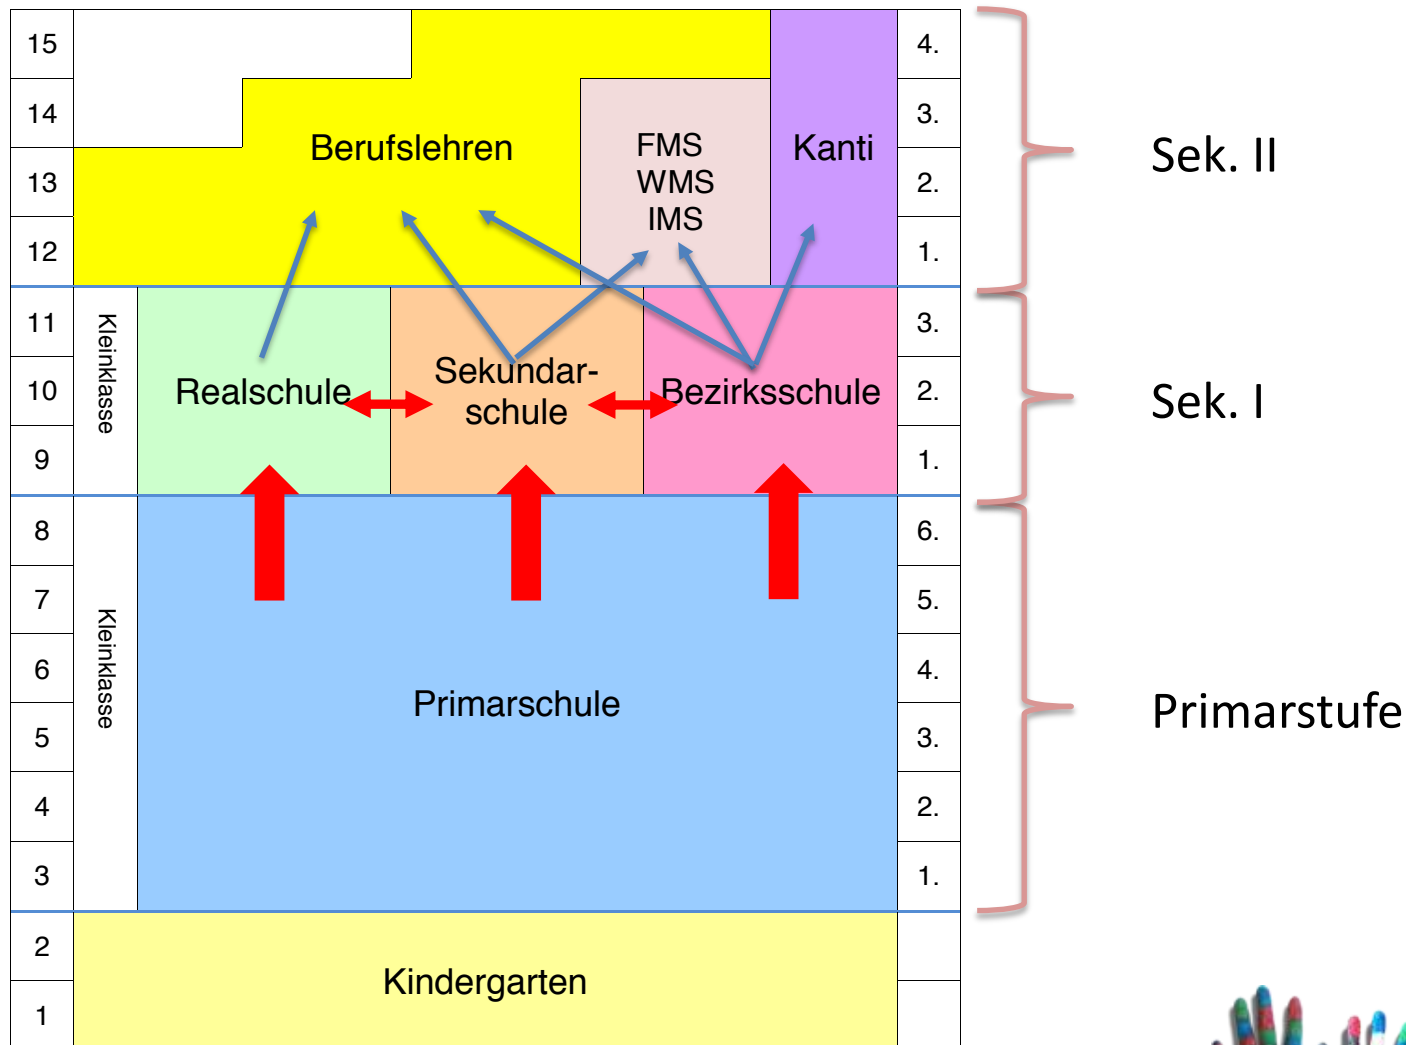 15
4.
14
3.
Berufslehren
FMS
WMS
IMS
Kanti
Sek. II
13
2.
12
1.
11
Kleinklasse
3.
10
Realschule
Sekundar-
schule
Bezirksschule
2.
Sek. I
9
1.
8
6.
7
5.
Kleinklasse
6
4.
Primarschule
Primarstufe
5
3.
4
2.
3
1.
2
Kindergarten
1